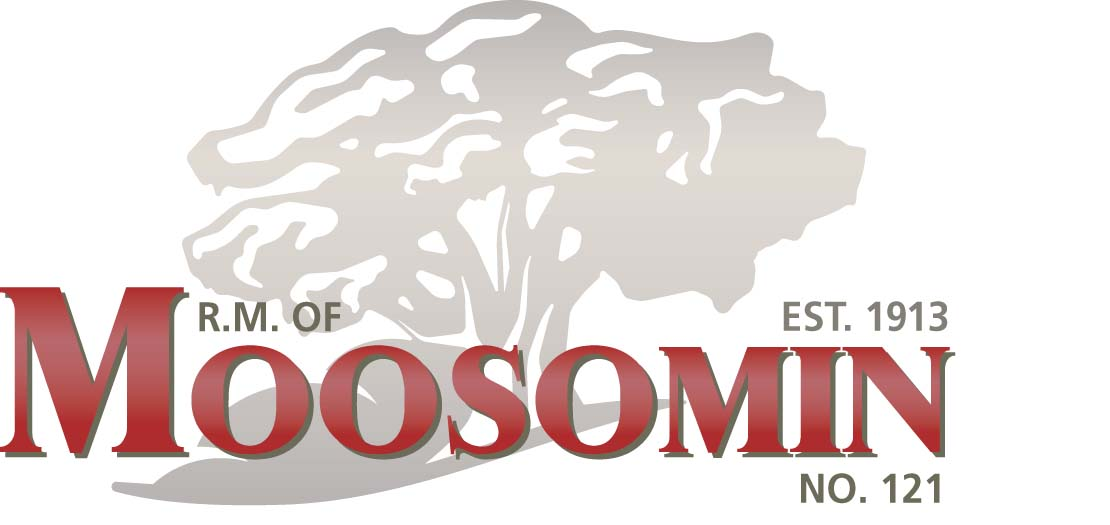 R.M. OF
EST. 1913
MOOSOMIN
NO. 121